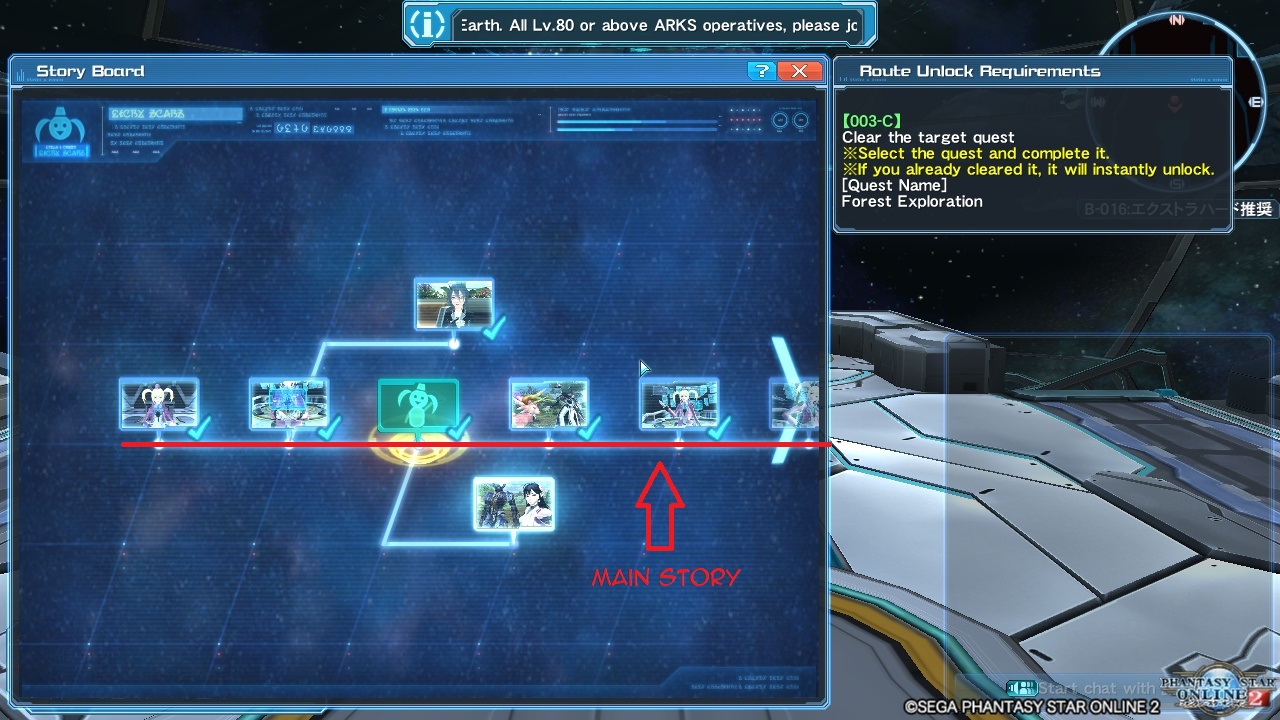 Earth. All Lv.80 or above ARKS operatives, please jo
N
Story Board
?
Route Unlock Requirements
E
【003-C】
Clear the target quest
※Select the quest and complete it.
※If you already cleared it, it will instantly unlock.
[Quest Name]
Forest Exploration
B-016:エクストラハード推奨
MAIN STORY
Start chat with
PHANTASY STAR
ONLINE 2
©SEGA PHANTASY STAR ONLINE 2